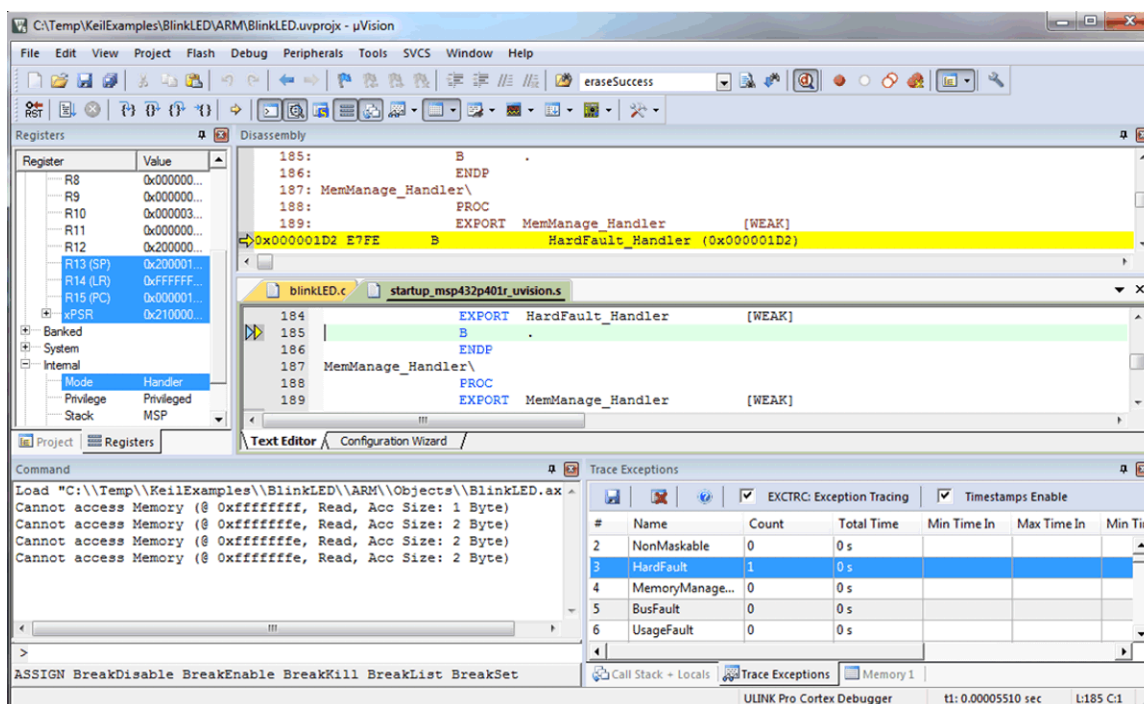 C:\Temp\KeilExamples\BlinkLED\ARM\BlinkLED.uvprojx - µVision
File Edit View Project Flash Debug Peripherals Tools SVCS Window Help
eraseSuccess
RST
Registers
Register Value
R8 0x000000...
R9 0x000000...
R10 0x000003...
R11 0x000000...
R12 0x200000...
R13 (SP) 0x200001...
R14 (LR) 0xFFFFFF...
R15 (PC) 0x000001...
xPSR 0x210000...
Banked
System
Internal
Mode Handler
Privilege Privileged
Stack MSP
Project Registers
Disassembly
185: B .
186: ENDP
187: MemManage_Handler\
188: PROC
189: EXPORT MemManage_Handler [WEAK]
0x000001D2 E7FE B HardFault_Handler (0x000001D2)
blinkLED.c startup_msp432p401r_uvision.s
184 EXPORT HardFault_Handler [WEAK]
185 B .
186 ENDP
187 MemManage_Handler\
188 PROC
189 EXPORT MemManage_Handler [WEAK]
Text Editor Configuration Wizard
Command
Load "C:\\Temp\\KeilExamples\\BlinkLED\\ARM\\Objects\\BlinkLED.ax
Cannot access Memory (@ 0xffffffff, Read, Acc Size: 1 Byte)
Cannot access Memory (@ 0xfffffffe, Read, Acc Size: 2 Byte)
Cannot access Memory (@ 0xfffffffe, Read, Acc Size: 2 Byte)
Cannot access Memory (@ 0xfffffffe, Read, Acc Size: 2 Byte)
>
ASSIGN BreakDisable BreakEnable BreakKill BreakList BreakSet
Trace Exceptions
EXCTRC: Exception Tracing Timestamps Enable
# Name Count Total Time Min Time In Max Time In Min Ti
2 NonMaskable 0 0 s
3 HardFault 1 0 s
4 MemoryManage... 0 0 s
5 BusFault 0 0 s
6 UsageFault 0 0 s
Call Stack + Locals Trace Exceptions Memory 1
ULINK Pro Cortex Debugger t1: 0.00005510 sec L:185 C:1